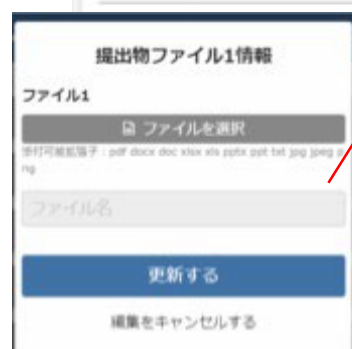 提出物ファイル1情報
ファイル1
ファイルを選択
添付可能拡張子：pdf docx doc xlsx xls pptx ppt txt jpg jpeg p
ng
ファイル名
更新する
編集をキャンセルする